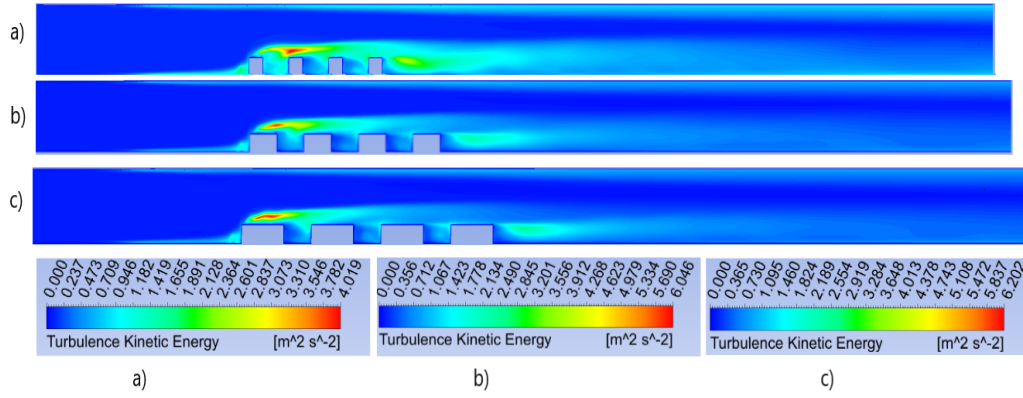 a)
b)
c)
0.000 0.237 0.473 0.709 0.946 1.182 1.419 1.655 1.891 2.128 2.364 2.601 2.837 3.073 3.310 3.546 3.782 4.019
0.000 0.356 0.712 1.067 1.423 1.778 2.134 2.490 2.845 3.201 3.556 3.912 4.268 4.623 4.679 5.334 5.690 6.046
0.000 0.365 0.730 1.095 1.460 1.824 2.189 2.554 2.919 3.284 3.648 4.013 4.378 4.743 5.108 5.472 5.837 6.202
Turbulence Kinetic Energy [m^2 s^-2]
Turbulence Kinetic Energy [m^2 s^-2]
Turbulence Kinetic Energy [m^2 s^-2]
a) b) c)